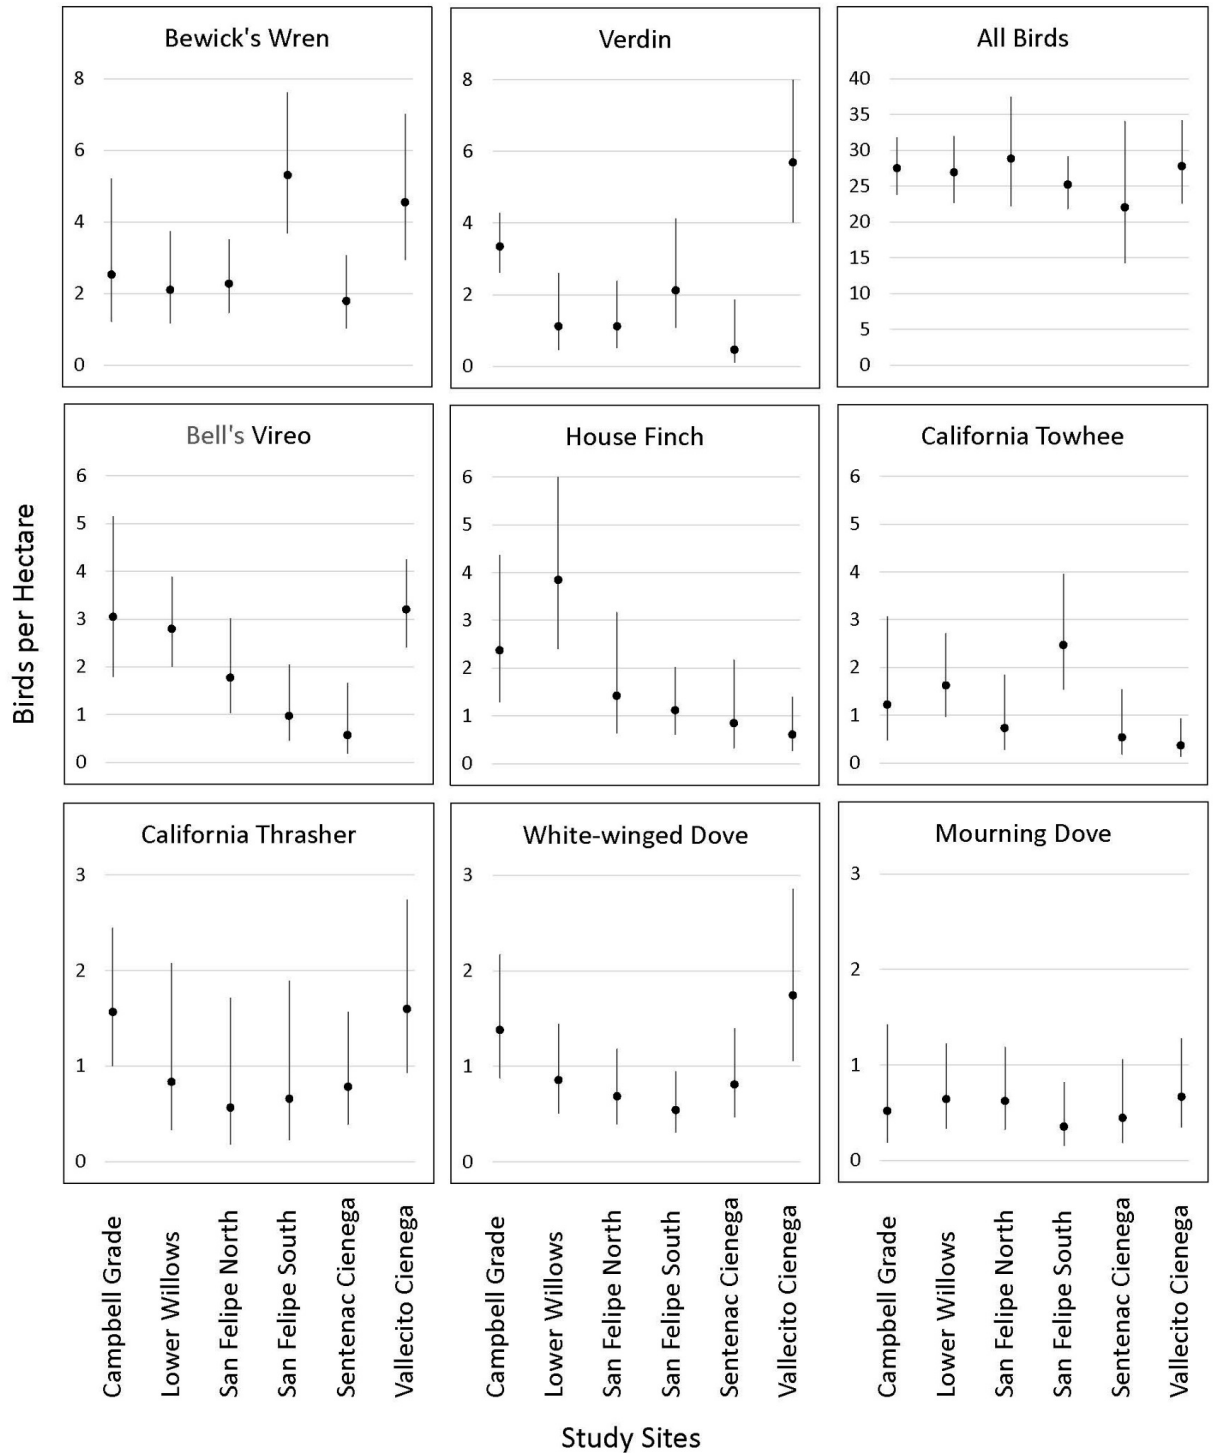 Bewick's Wren
8
6
4
2
0
Verdin
8
6
4
2
0
All Birds
40
35
30
25
20
15
10
5
0
Birds per Hectare
Bell's Vireo
6
5
4
3
2
1
0
House Finch
6
5
4
3
2
1
0
California Towhee
6
5
4
3
2
1
0
California Thrasher
3
2
1
0
White-winged Dove
3
2
1
0
Mourning Dove
3
2
1
0
Campbell Grade
Lower Willows
San Felipe North
San Felipe South
Sentenac Cienega
Vallecito Cienega
Campbell Grade
Lower Willows
San Felipe North
San Felipe South
Sentenac Cienega
Vallecito Cienega
Campbell Grade
Lower Willows
San Felipe North
San Felipe South
Sentenac Cienega
Vallecito Cienega
Study Sites